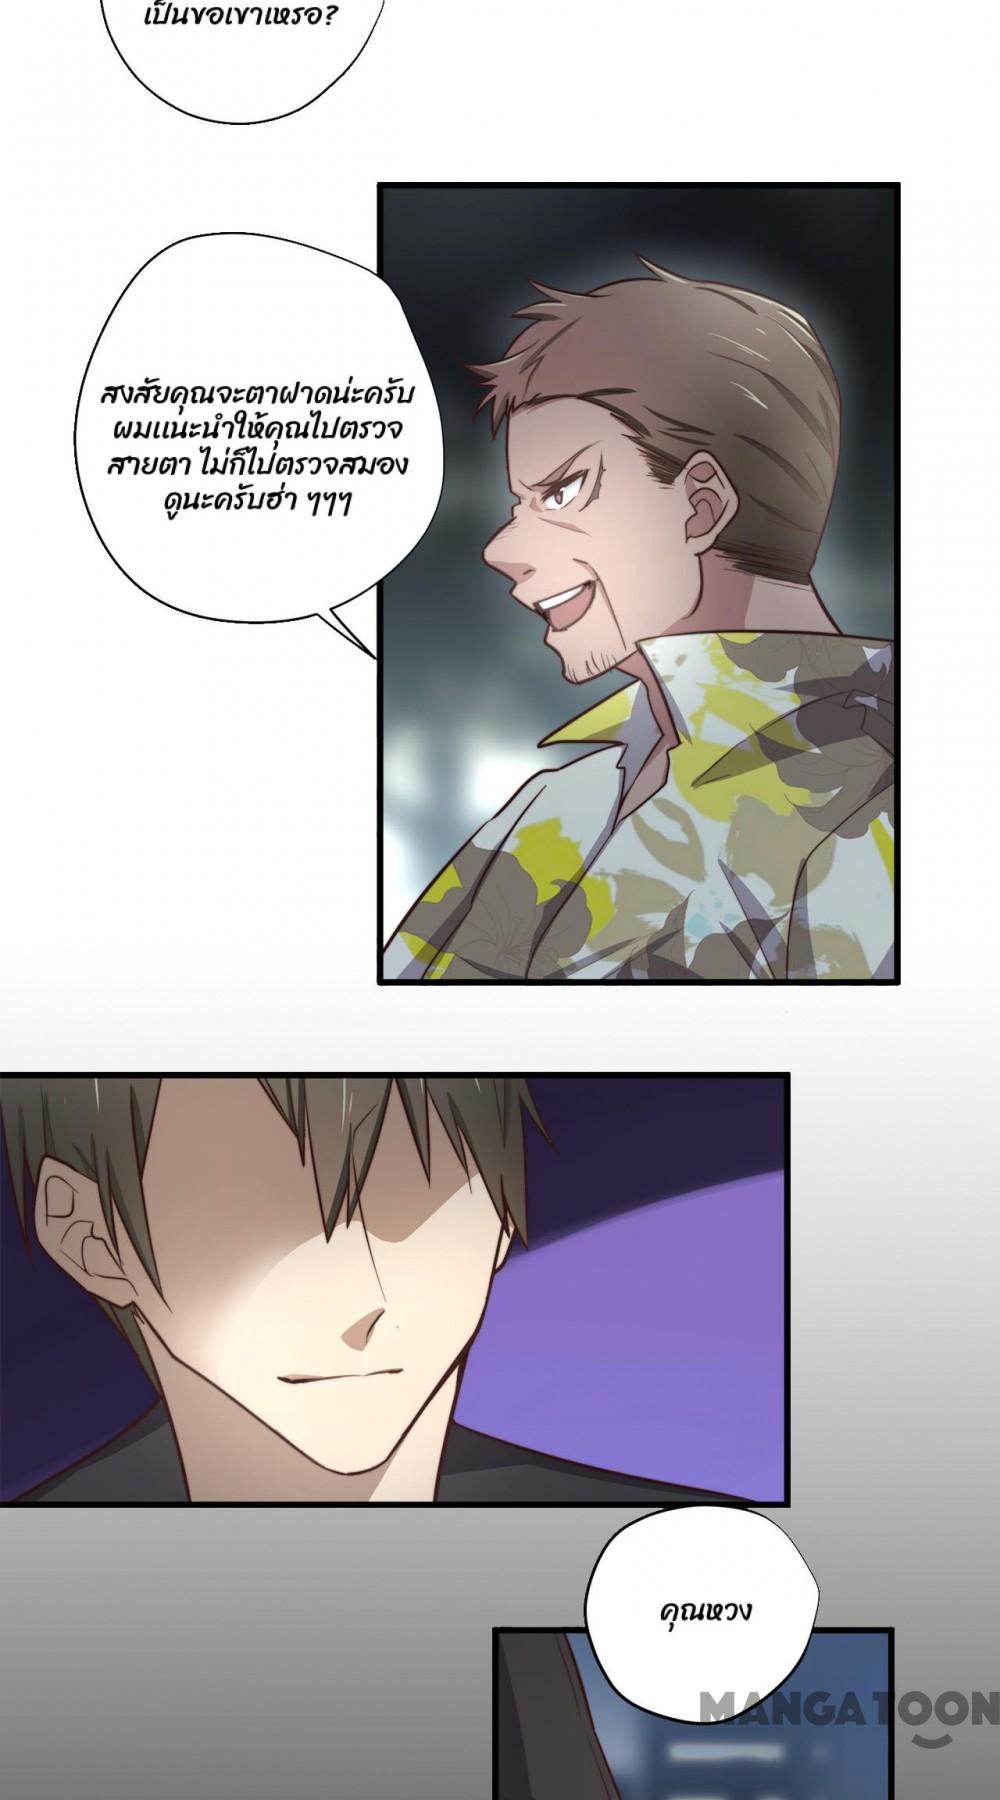 เป็นขอเขาเหรอ?
สงสัยคุณจะตาฝาดน่ะครับ
ผมแนะนำให้คุณไปตรวจ
สายตา ไม่ก็ไปตรวจสมอง
ดูนะครับฮ่า ๆๆๆ
คุณหวง
MANGATOON